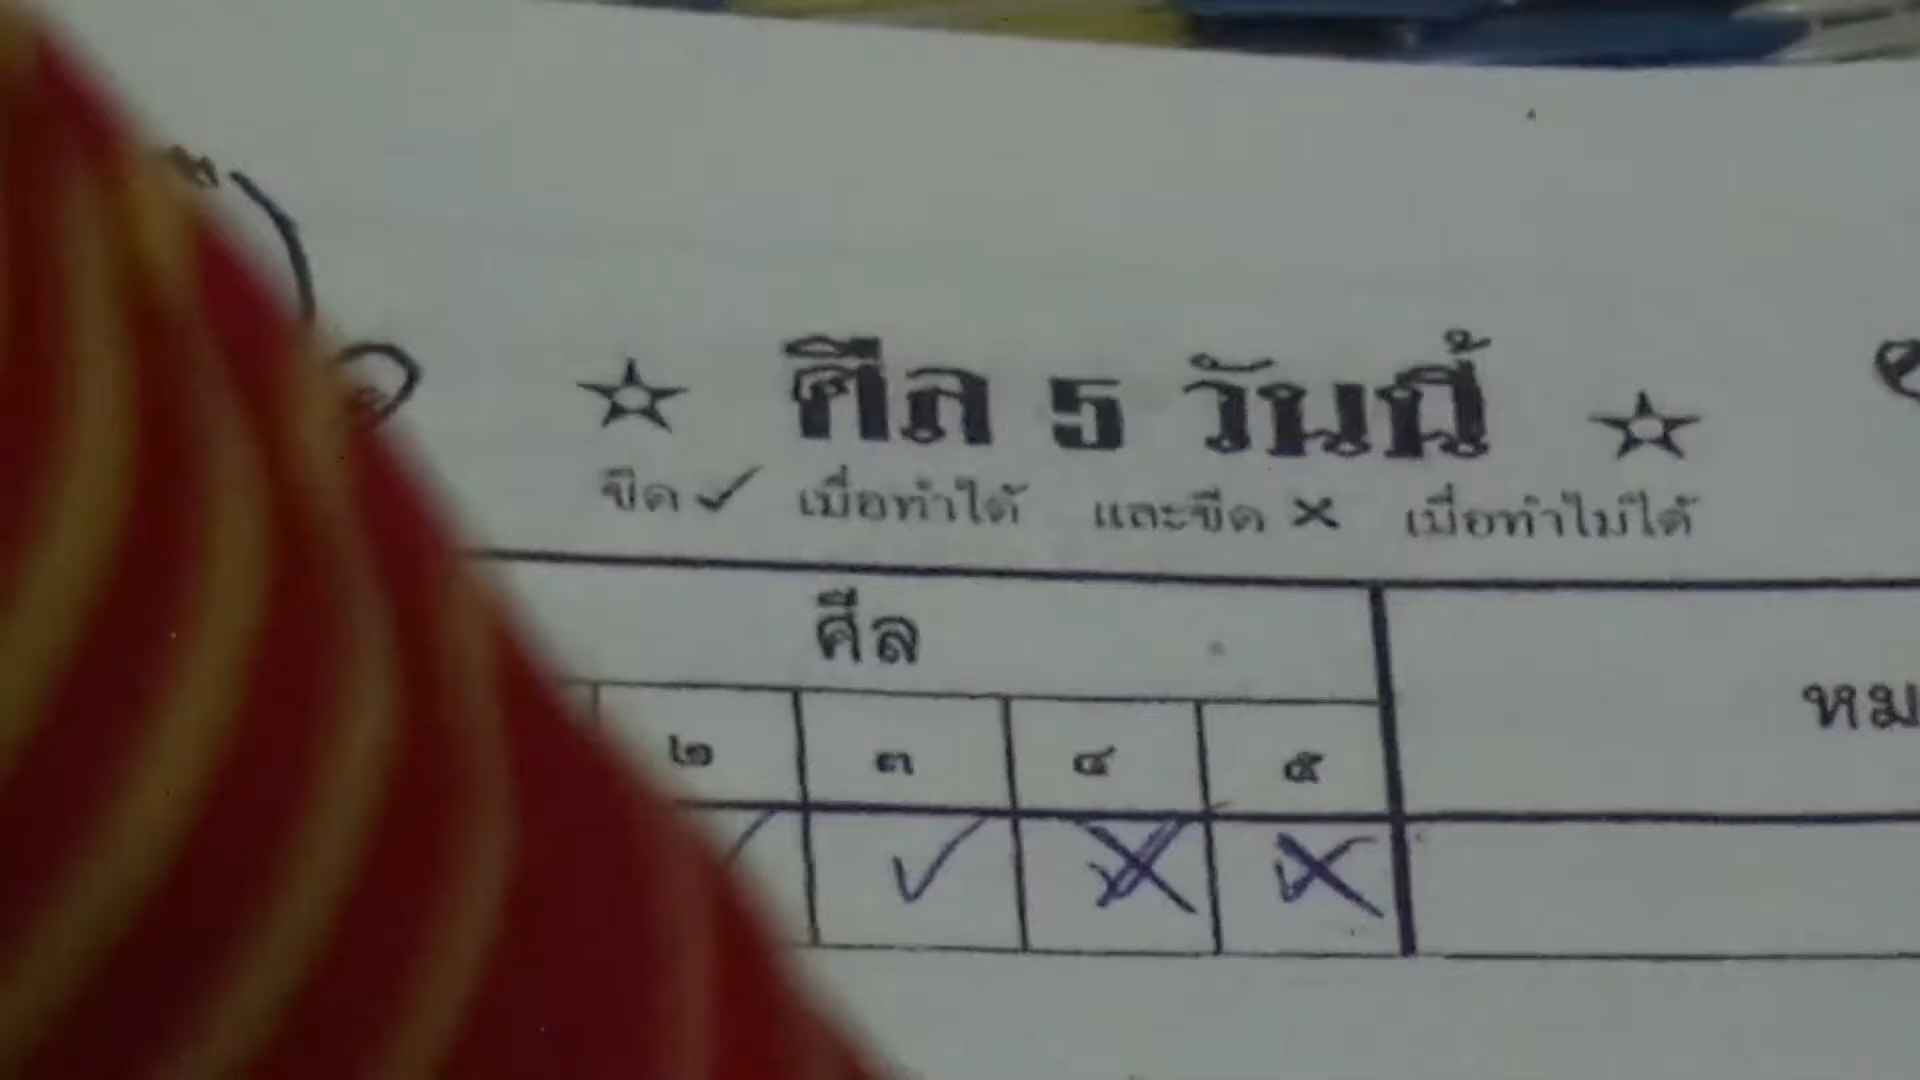 ☆ ศีล 5 วันนี้ ☆
ขีด ✓ เมื่อทำได้ และขีด ✗ เมื่อทำไม่ได้
ศีล
๒ ๓ ๔ ๕